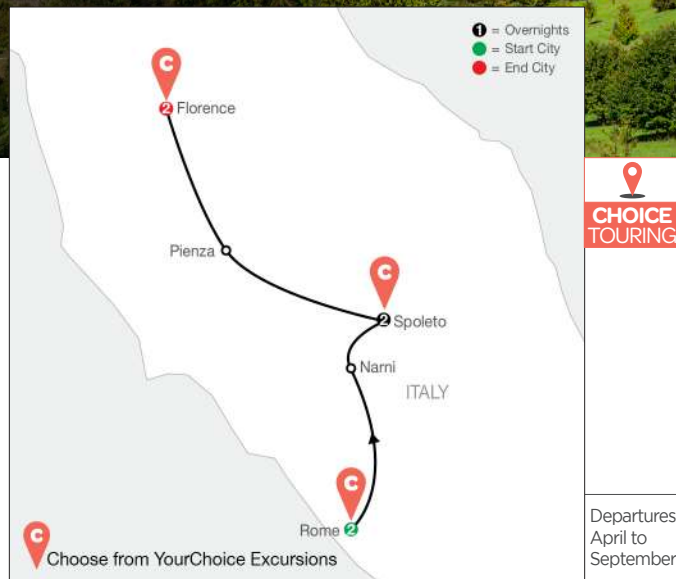 1 = Overnights
= Start City
= End City
C
2 Florence
Pienza
C
2 Spoleto
Narni
ITALY
C
Rome 2
C Choose from YourChoice Excursions
CHOICE
TOURING
Departures
April to
September